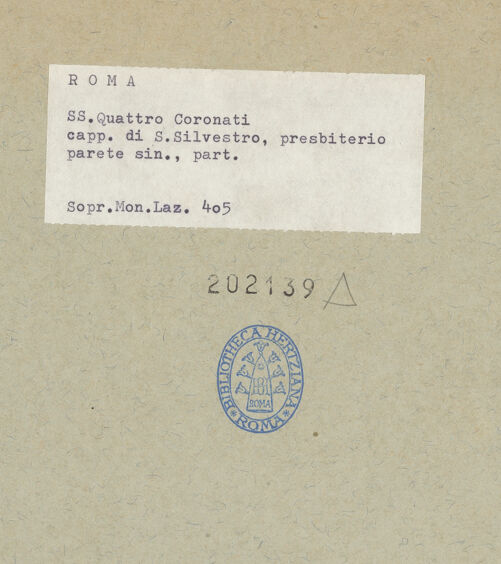 ROMA
SS.Quattro Coronati
capp. di S.Silvestro, presbiterio
parete sin., part.
Sopr.Mon.Laz. 405
202139
BIBLIOTHECA HERTZIANA
ROMA
ROMA